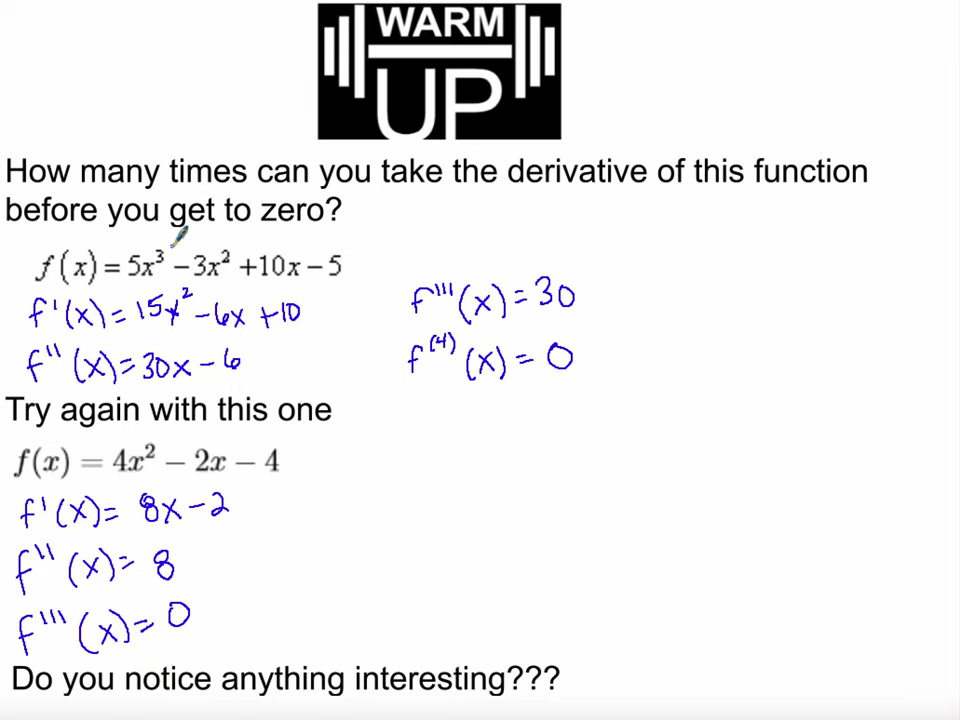 WARM
UP
How many times can you take the derivative of this function
before you get to zero?
f(x) = 5x³ − 3x² + 10x − 5
f'(x) = 15x² − 6x + 10
f''(x) = 30x − 6
f'''(x) = 30
f⁽⁴⁾(x) = 0
Try again with this one
f(x) = 4x² − 2x − 4
f'(x) = 8x − 2
f''(x) = 8
f'''(x) = 0
Do you notice anything interesting???